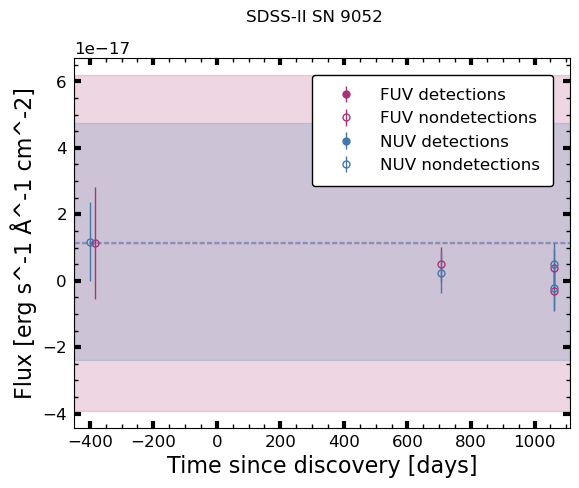 SDSS-II SN 9052
1e−17
FUV detections
FUV nondetections
NUV detections
NUV nondetections
6
4
2
0
−2
−4
Flux [erg s^-1 Å^-1 cm^-2]
−400 −200 0 200 400 600 800 1000
Time since discovery [days]